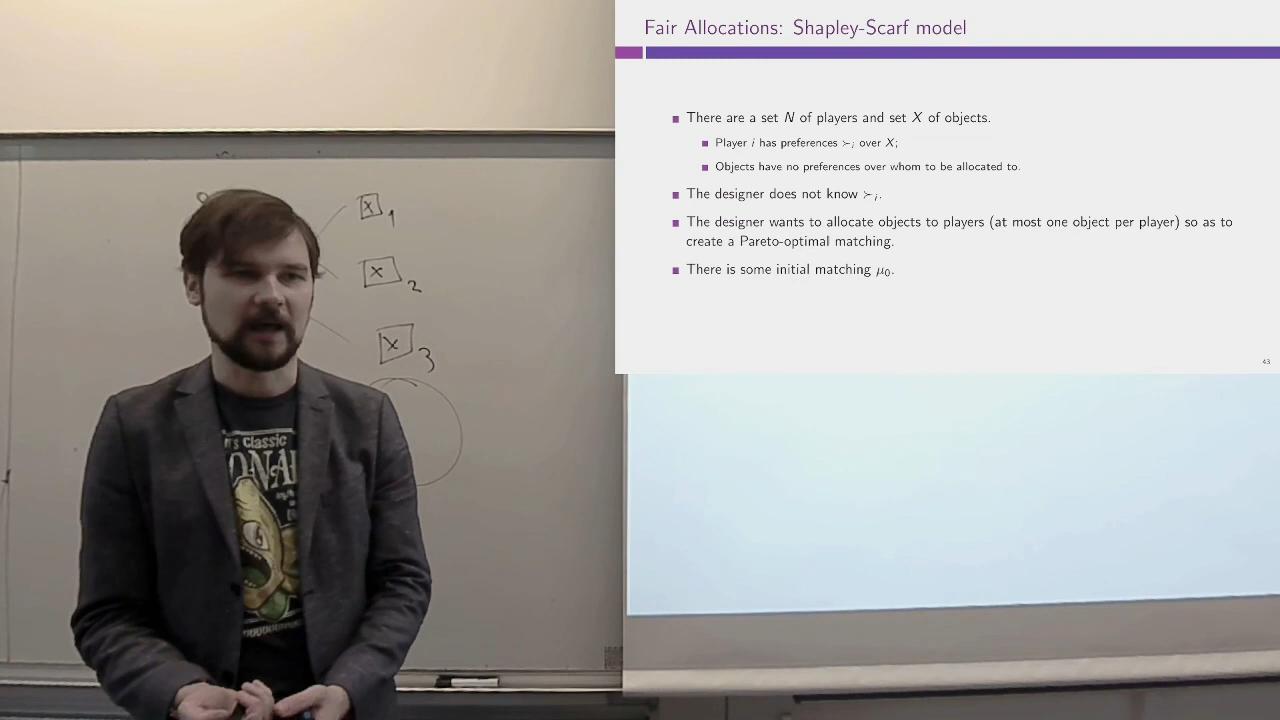 Fair Allocations: Shapley-Scarf model
There are a set N of players and set X of objects.
Player i has preferences ≻ᵢ over X;
Objects have no preferences over whom to be allocated to.
The designer does not know ≻ᵢ.
The designer wants to allocate objects to players (at most one object per player) so as to
create a Pareto-optimal matching.
There is some initial matching μ₀.
43
X 1
X 2
X 3
Classic